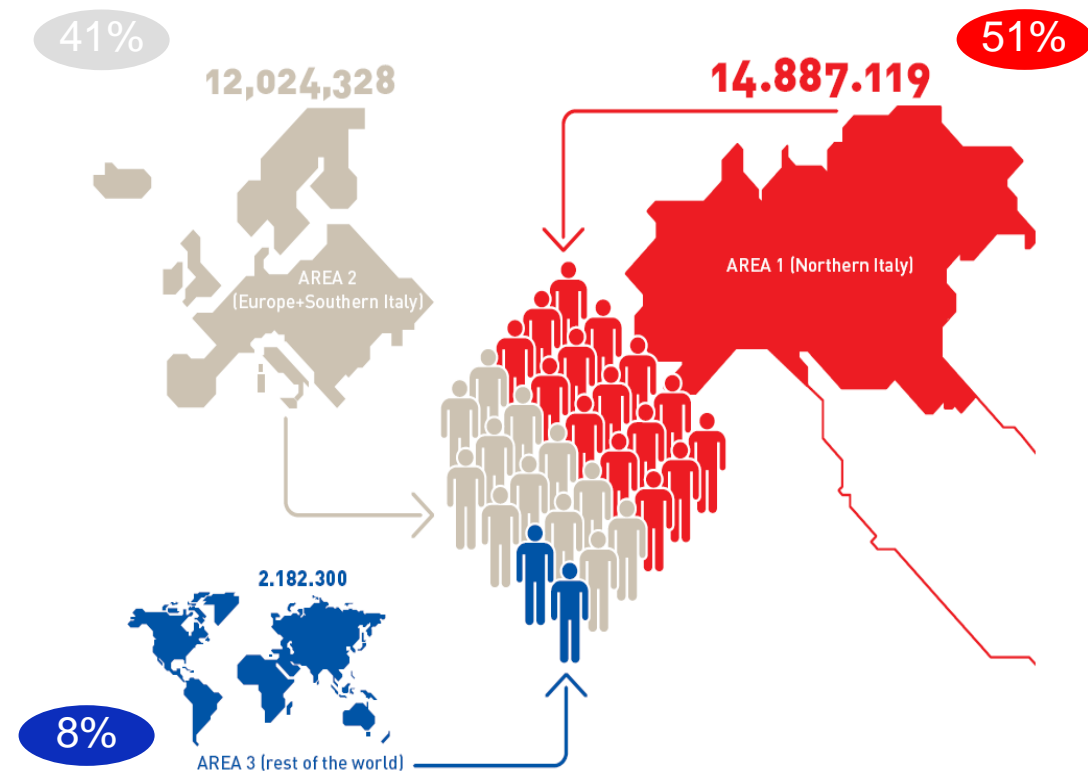 41%
51%
12,024,328
14.887.119
AREA 1 (Northern Italy)
AREA 2
(Europe+Southern Italy)
2.182.300
8%
AREA 3 (rest of the world)